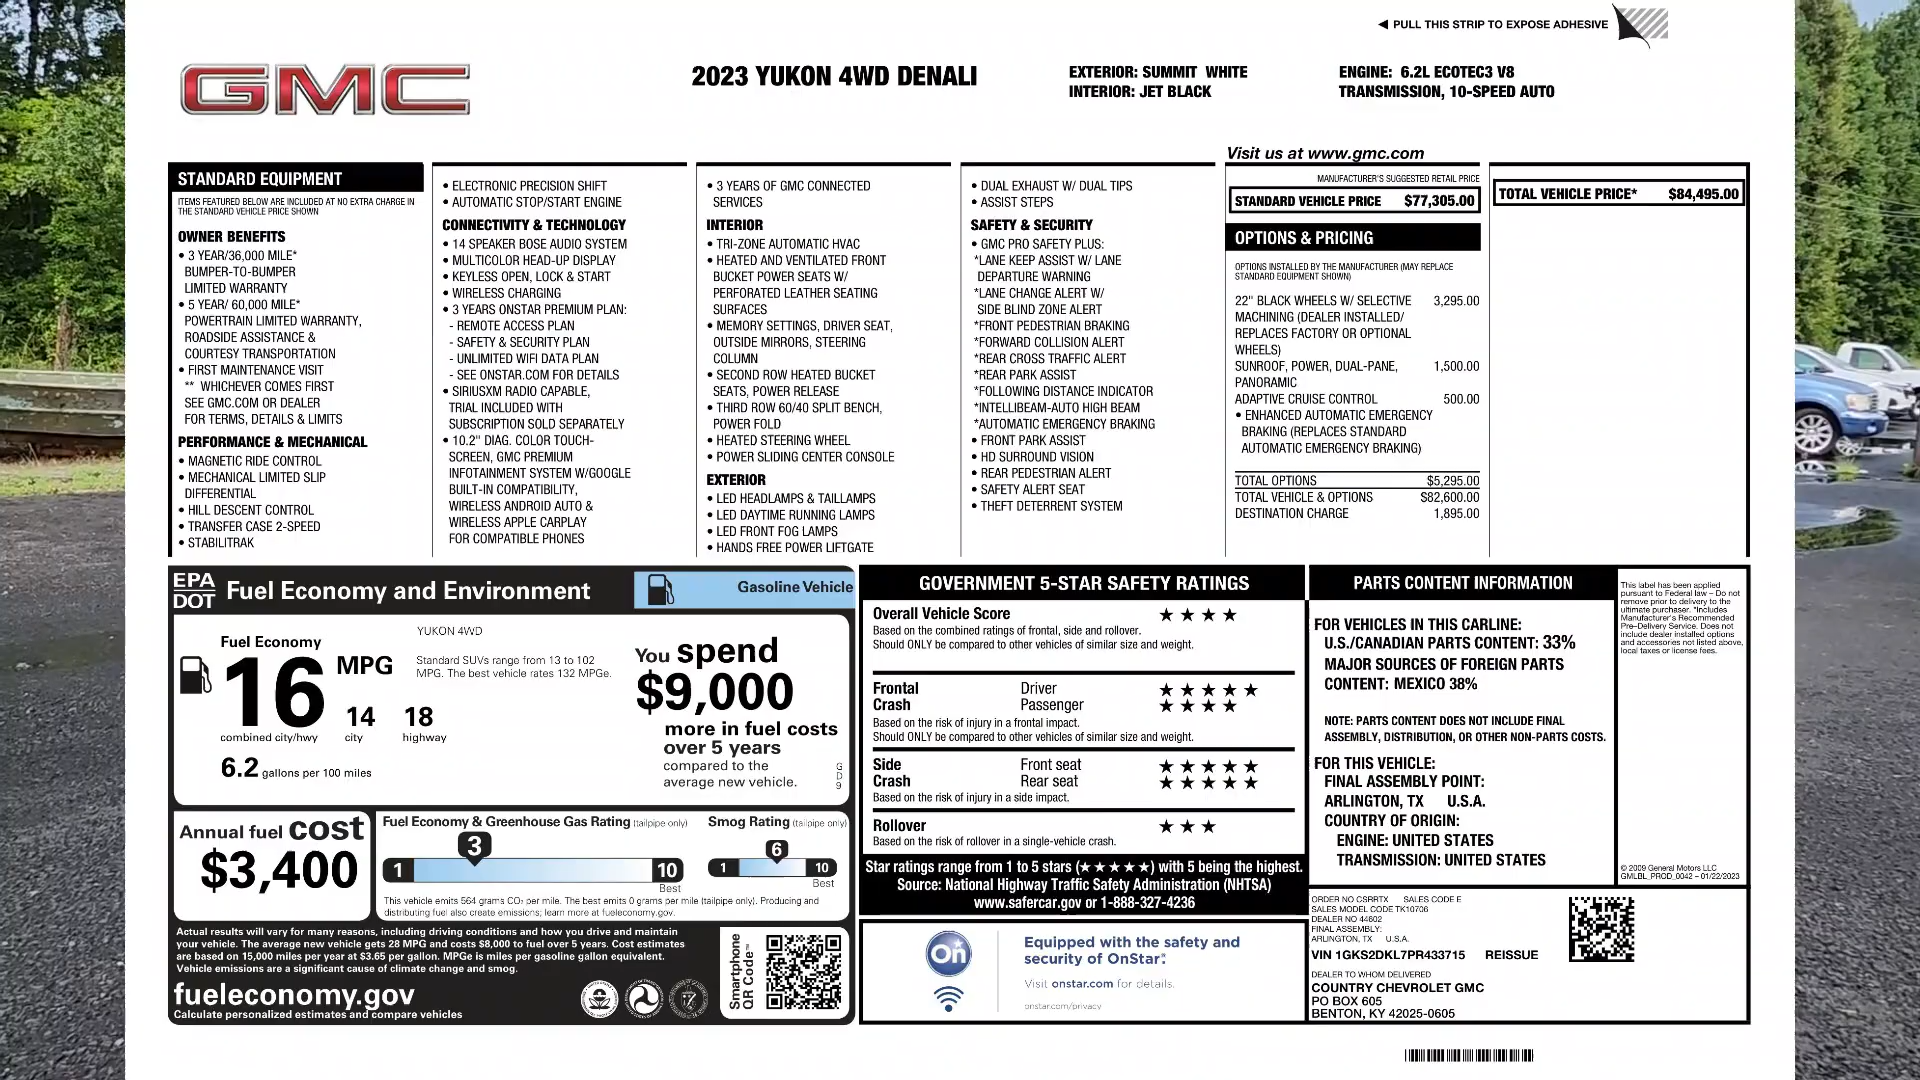 ◀ PULL THIS STRIP TO EXPOSE ADHESIVE
GMC
2023 YUKON 4WD DENALI
EXTERIOR: SUMMIT WHITE
INTERIOR: JET BLACK
ENGINE: 6.2L ECOTEC3 V8
TRANSMISSION, 10-SPEED AUTO
STANDARD EQUIPMENT
ITEMS FEATURED BELOW ARE INCLUDED AT NO EXTRA CHARGE IN
THE STANDARD VEHICLE PRICE SHOWN
OWNER BENEFITS
• 3 YEAR/36,000 MILE*
BUMPER-TO-BUMPER
LIMITED WARRANTY
• 5 YEAR/ 60,000 MILE*
POWERTRAIN LIMITED WARRANTY,
ROADSIDE ASSISTANCE &
COURTESY TRANSPORTATION
• FIRST MAINTENANCE VISIT
** WHICHEVER COMES FIRST
SEE GMC.COM OR DEALER
FOR TERMS, DETAILS & LIMITS
PERFORMANCE & MECHANICAL
• MAGNETIC RIDE CONTROL
• MECHANICAL LIMITED SLIP
DIFFERENTIAL
• HILL DESCENT CONTROL
• TRANSFER CASE 2-SPEED
• STABILITRAK
• ELECTRONIC PRECISION SHIFT
• AUTOMATIC STOP/START ENGINE
CONNECTIVITY & TECHNOLOGY
• 14 SPEAKER BOSE AUDIO SYSTEM
• MULTICOLOR HEAD-UP DISPLAY
• KEYLESS OPEN, LOCK & START
• WIRELESS CHARGING
• 3 YEARS ONSTAR PREMIUM PLAN:
- REMOTE ACCESS PLAN
- SAFETY & SECURITY PLAN
- UNLIMITED WIFI DATA PLAN
- SEE ONSTAR.COM FOR DETAILS
• SIRIUSXM RADIO CAPABLE,
TRIAL INCLUDED WITH
SUBSCRIPTION SOLD SEPARATELY
• 10.2" DIAG. COLOR TOUCH-
SCREEN, GMC PREMIUM
INFOTAINMENT SYSTEM W/GOOGLE
BUILT-IN COMPATIBILITY,
WIRELESS ANDROID AUTO &
WIRELESS APPLE CARPLAY
FOR COMPATIBLE PHONES
• 3 YEARS OF GMC CONNECTED
SERVICES
INTERIOR
• TRI-ZONE AUTOMATIC HVAC
• HEATED AND VENTILATED FRONT
BUCKET POWER SEATS W/
PERFORATED LEATHER SEATING
SURFACES
• MEMORY SETTINGS, DRIVER SEAT,
OUTSIDE MIRRORS, STEERING
COLUMN
• SECOND ROW HEATED BUCKET
SEATS, POWER RELEASE
• THIRD ROW 60/40 SPLIT BENCH,
POWER FOLD
• HEATED STEERING WHEEL
• POWER SLIDING CENTER CONSOLE
EXTERIOR
• LED HEADLAMPS & TAILLAMPS
• LED DAYTIME RUNNING LAMPS
• LED FRONT FOG LAMPS
• HANDS FREE POWER LIFTGATE
• DUAL EXHAUST W/ DUAL TIPS
• ASSIST STEPS
SAFETY & SECURITY
• GMC PRO SAFETY PLUS:
*LANE KEEP ASSIST W/ LANE
DEPARTURE WARNING
*LANE CHANGE ALERT W/
SIDE BLIND ZONE ALERT
*FRONT PEDESTRIAN BRAKING
*FORWARD COLLISION ALERT
*REAR CROSS TRAFFIC ALERT
*REAR PARK ASSIST
*FOLLOWING DISTANCE INDICATOR
*INTELLIBEAM-AUTO HIGH BEAM
*AUTOMATIC EMERGENCY BRAKING
• FRONT PARK ASSIST
• HD SURROUND VISION
• REAR PEDESTRIAN ALERT
• SAFETY ALERT SEAT
• THEFT DETERRENT SYSTEM
Visit us at www.gmc.com
MANUFACTURER'S SUGGESTED RETAIL PRICE
STANDARD VEHICLE PRICE $77,305.00
OPTIONS & PRICING
OPTIONS INSTALLED BY THE MANUFACTURER (MAY REPLACE
STANDARD EQUIPMENT SHOWN)
22" BLACK WHEELS W/ SELECTIVE 3,295.00
MACHINING (DEALER INSTALLED/
REPLACES FACTORY OR OPTIONAL
WHEELS)
SUNROOF, POWER, DUAL-PANE, 1,500.00
PANORAMIC
ADAPTIVE CRUISE CONTROL 500.00
• ENHANCED AUTOMATIC EMERGENCY
BRAKING (REPLACES STANDARD
AUTOMATIC EMERGENCY BRAKING)
TOTAL OPTIONS $5,295.00
TOTAL VEHICLE & OPTIONS $82,600.00
DESTINATION CHARGE 1,895.00
TOTAL VEHICLE PRICE* $84,495.00
EPA
DOT
Fuel Economy and Environment
Gasoline Vehicle
Fuel Economy
YUKON 4WD
16 MPG
Standard SUVs range from 13 to 102
MPG. The best vehicle rates 132 MPGe.
14 18
combined city/hwy city highway
6.2 gallons per 100 miles
You spend
$9,000
more in fuel costs
over 5 years
compared to the
average new vehicle.
G
D
9
Annual fuel cost
$3,400
Fuel Economy & Greenhouse Gas Rating (tailpipe only)
3
1 10
Best
Smog Rating (tailpipe only)
6
1 10
Best
This vehicle emits 564 grams CO₂ per mile. The best emits 0 grams per mile (tailpipe only). Producing and
distributing fuel also create emissions; learn more at fueleconomy.gov.
Actual results will vary for many reasons, including driving conditions and how you drive and maintain
your vehicle. The average new vehicle gets 28 MPG and costs $8,000 to fuel over 5 years. Cost estimates
are based on 15,000 miles per year at $3.65 per gallon. MPGe is miles per gasoline gallon equivalent.
Vehicle emissions are a significant cause of climate change and smog.
fueleconomy.gov
Calculate personalized estimates and compare vehicles
Smartphone
QR Code™
GOVERNMENT 5-STAR SAFETY RATINGS
Overall Vehicle Score ★★★★
Based on the combined ratings of frontal, side and rollover.
Should ONLY be compared to other vehicles of similar size and weight.
Frontal Driver ★★★★★
Crash Passenger ★★★★
Based on the risk of injury in a frontal impact.
Should ONLY be compared to other vehicles of similar size and weight.
Side Front seat ★★★★★
Crash Rear seat ★★★★★
Based on the risk of injury in a side impact.
Rollover ★★★
Based on the risk of rollover in a single-vehicle crash.
Star ratings range from 1 to 5 stars (★★★★★) with 5 being the highest.
Source: National Highway Traffic Safety Administration (NHTSA)
www.safercar.gov or 1-888-327-4236
On
Equipped with the safety and
security of OnStar.
Visit onstar.com for details.
onstar.com/privacy
PARTS CONTENT INFORMATION
FOR VEHICLES IN THIS CARLINE:
U.S./CANADIAN PARTS CONTENT: 33%
MAJOR SOURCES OF FOREIGN PARTS
CONTENT: MEXICO 38%
NOTE: PARTS CONTENT DOES NOT INCLUDE FINAL
ASSEMBLY, DISTRIBUTION, OR OTHER NON-PARTS COSTS.
FOR THIS VEHICLE:
FINAL ASSEMBLY POINT:
ARLINGTON, TX U.S.A.
COUNTRY OF ORIGIN:
ENGINE: UNITED STATES
TRANSMISSION: UNITED STATES
This label has been applied
pursuant to Federal law – Do not
remove prior to delivery to the
ultimate purchaser. *Includes
Manufacturer's Recommended
Pre-Delivery Service. Does not
include dealer installed options
and accessories not listed above,
local taxes or license fees.
© 2009 General Motors LLC
GMLBL_PROD_0042 – 01/22/2023
ORDER NO CSRRTX SALES CODE E
SALES MODEL CODE TK10706
DEALER NO 44602
FINAL ASSEMBLY:
ARLINGTON, TX U.S.A.
VIN 1GKS2DKL7PR433715 REISSUE
DEALER TO WHOM DELIVERED
COUNTRY CHEVROLET GMC
PO BOX 605
BENTON, KY 42025-0605